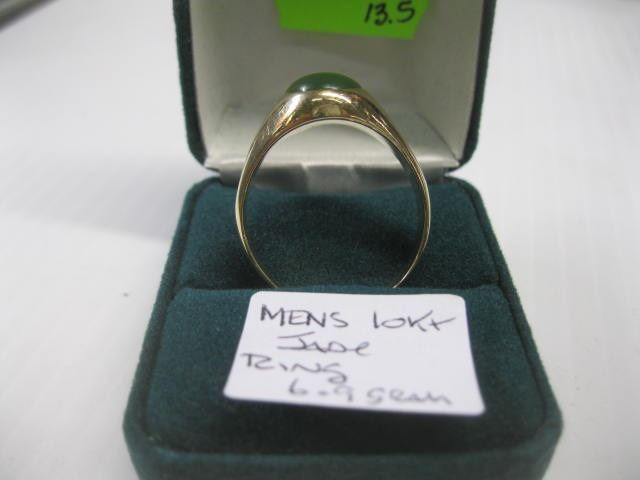 13.5
MENS 10Kt
JADe
RING
6.9 gram